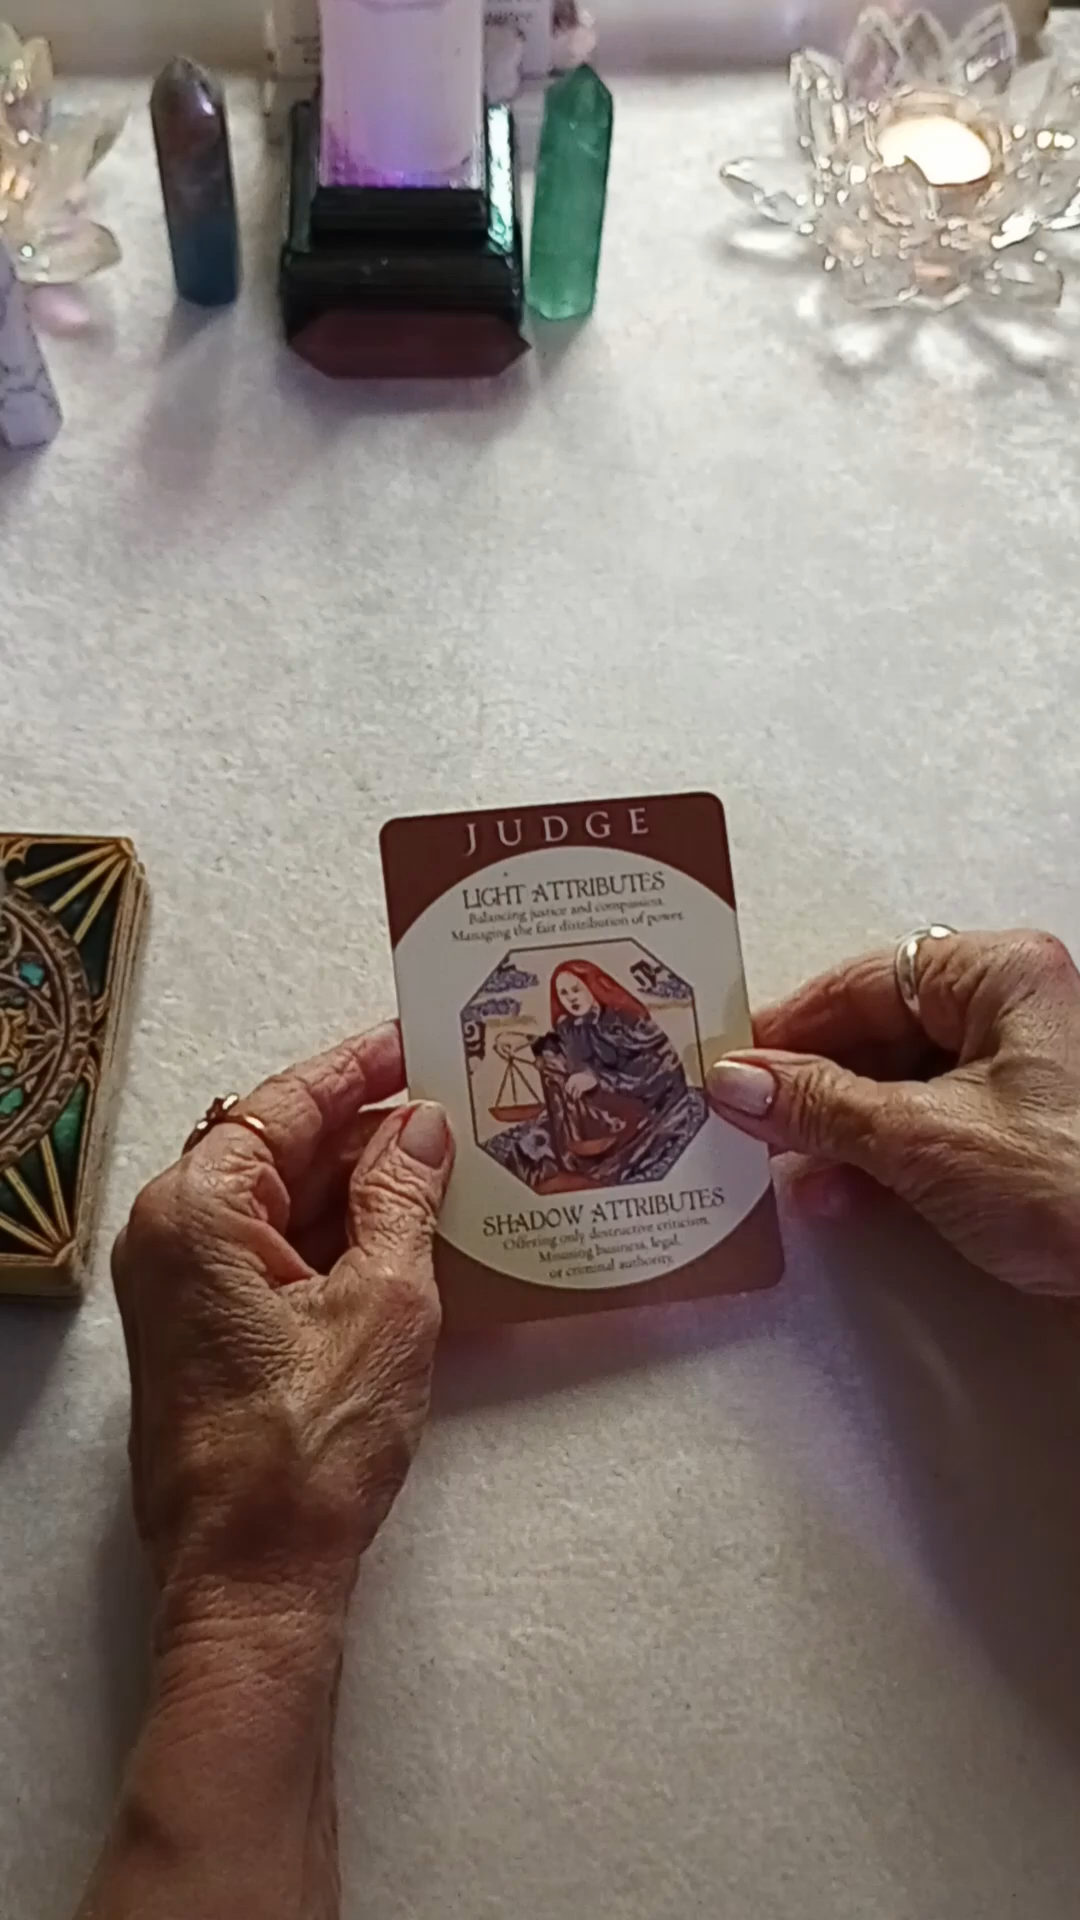 JUDGE
LIGHT ATTRIBUTES
Balancing justice and compassion.
Managing the fair distribution of power.
SHADOW ATTRIBUTES
Offering only destructive criticism.
Misusing business, legal,
or criminal authority.